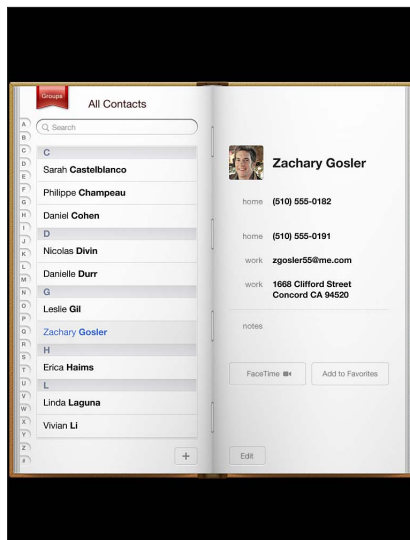 Groups
All Contacts
Search
A
B
C
D
E
F
G
H
I
J
K
L
M
N
O
P
Q
R
S
T
U
V
W
X
Y
Z
#
C
Sarah Castelblanco
Philippe Champeau
Daniel Cohen
D
Nicolas Divin
Danielle Durr
G
Leslie Gil
Zachary Gosler
H
Erica Haims
L
Linda Laguna
Vivian Li
+
Zachary Gosler
home (510) 555-0182
home (510) 555-0191
work zgosler55@me.com
work 1668 Clifford Street
Concord CA 94520
notes
FaceTime
Add to Favorites
Edit